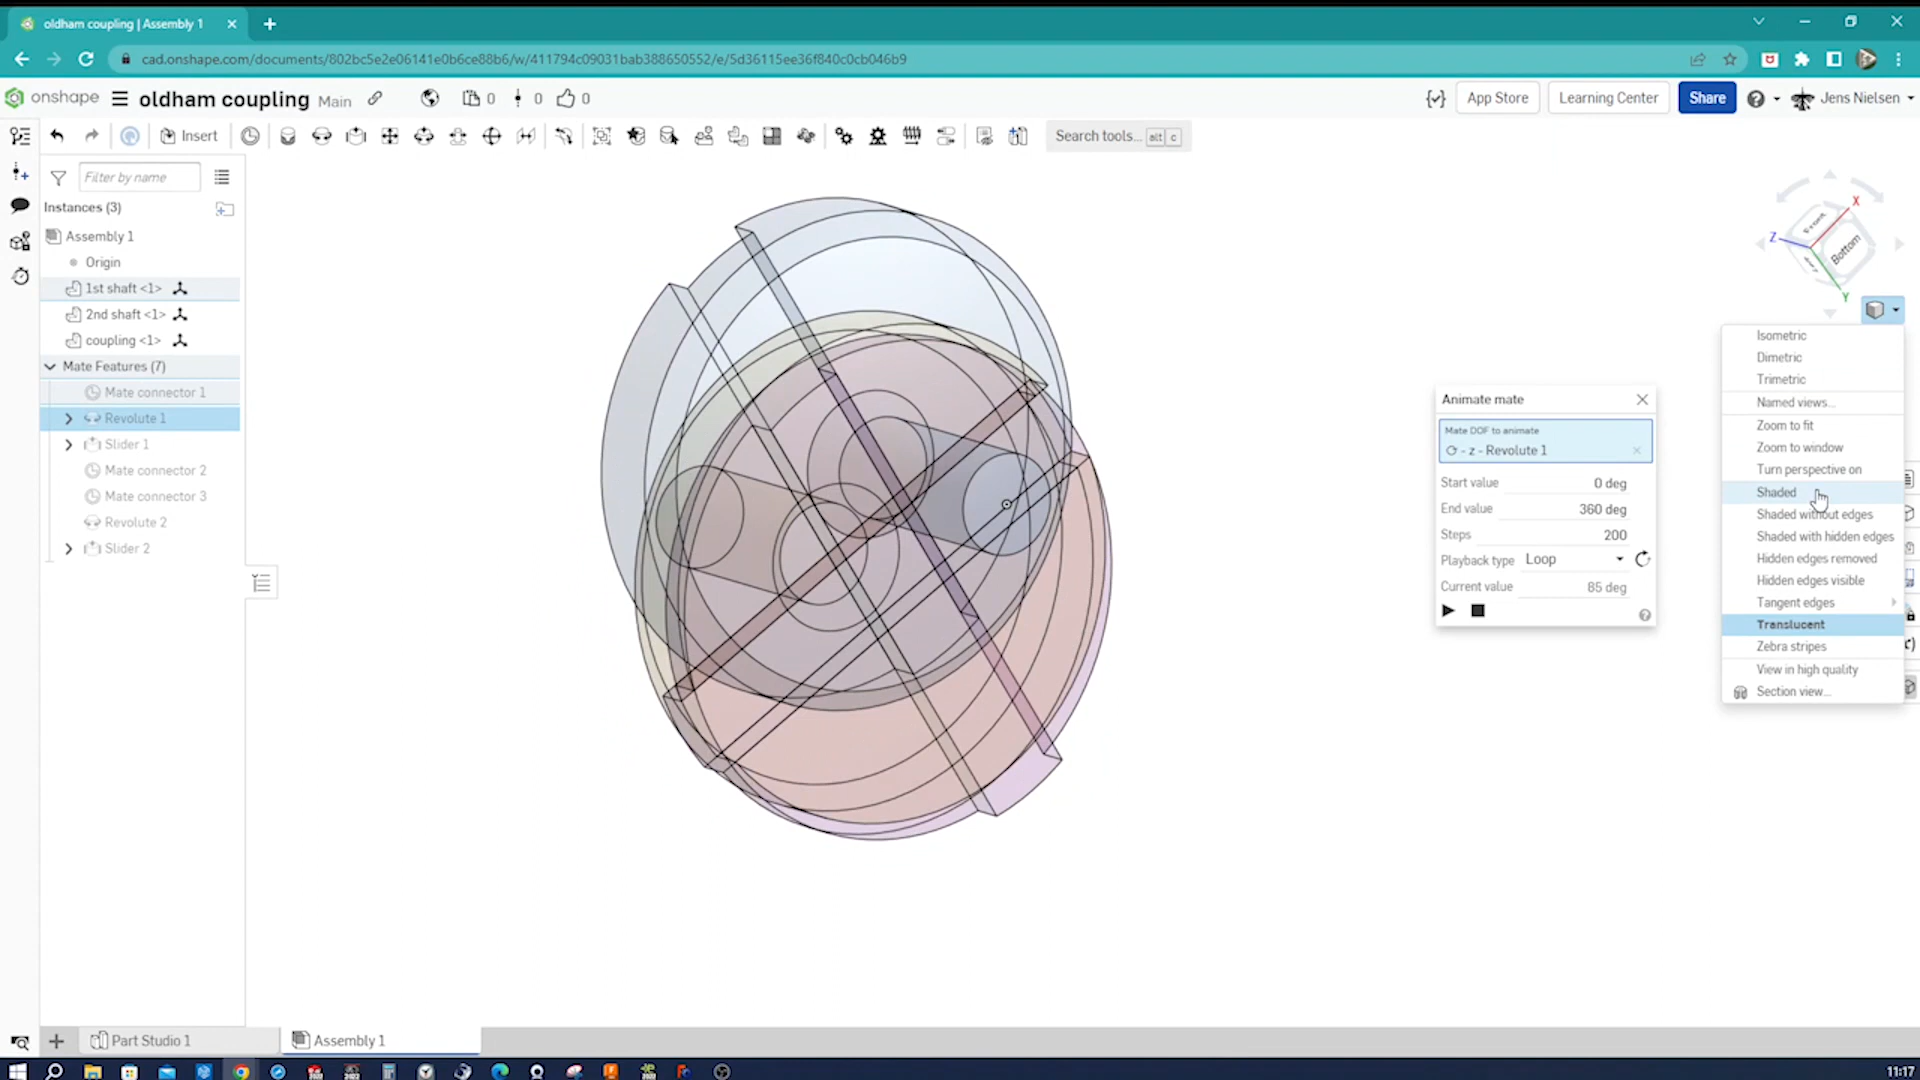 oldham coupling | Assembly 1
cad.onshape.com/documents/802bc5e2e06141e0b6ce88b6/w/411794c09031bab388650552/e/5d36115ee36f840c0cb046b9
onshape
oldham coupling Main
0 0 0
App Store
Learning Center
Share
Jens Nielsen
Insert
Search tools... alt c
Filter by name
Instances (3)
Assembly 1
Origin
1st shaft <1>
2nd shaft <1>
coupling <1>
Mate Features (7)
Mate connector 1
Revolute 1
Slider 1
Mate connector 2
Mate connector 3
Revolute 2
Slider 2
X
Z
Bottom
Y
Isometric
Dimetric
Trimetric
Named views...
Zoom to fit
Zoom to window
Turn perspective on
Shaded
Shaded without edges
Shaded with hidden edges
Hidden edges removed
Hidden edges visible
Tangent edges
Translucent
Zebra stripes
View in high quality
Section view...
Animate mate
Mate DOF to animate
- z - Revolute 1
Start value 0 deg
End value 360 deg
Steps 200
Playback type Loop
Current value 85 deg
Part Studio 1
Assembly 1
11:17